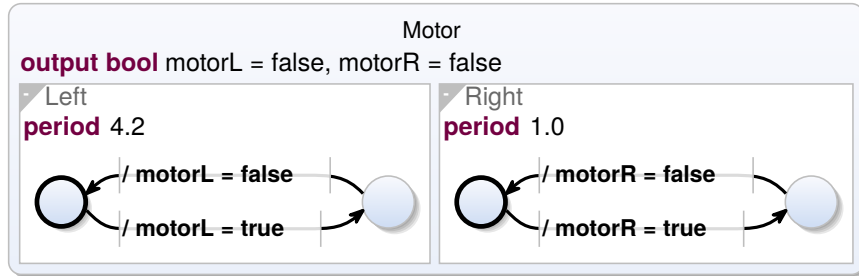 Motor
output bool motorL = false, motorR = false
- Left
period 4.2
/ motorL = false
/ motorL = true
- Right
period 1.0
/ motorR = false
/ motorR = true